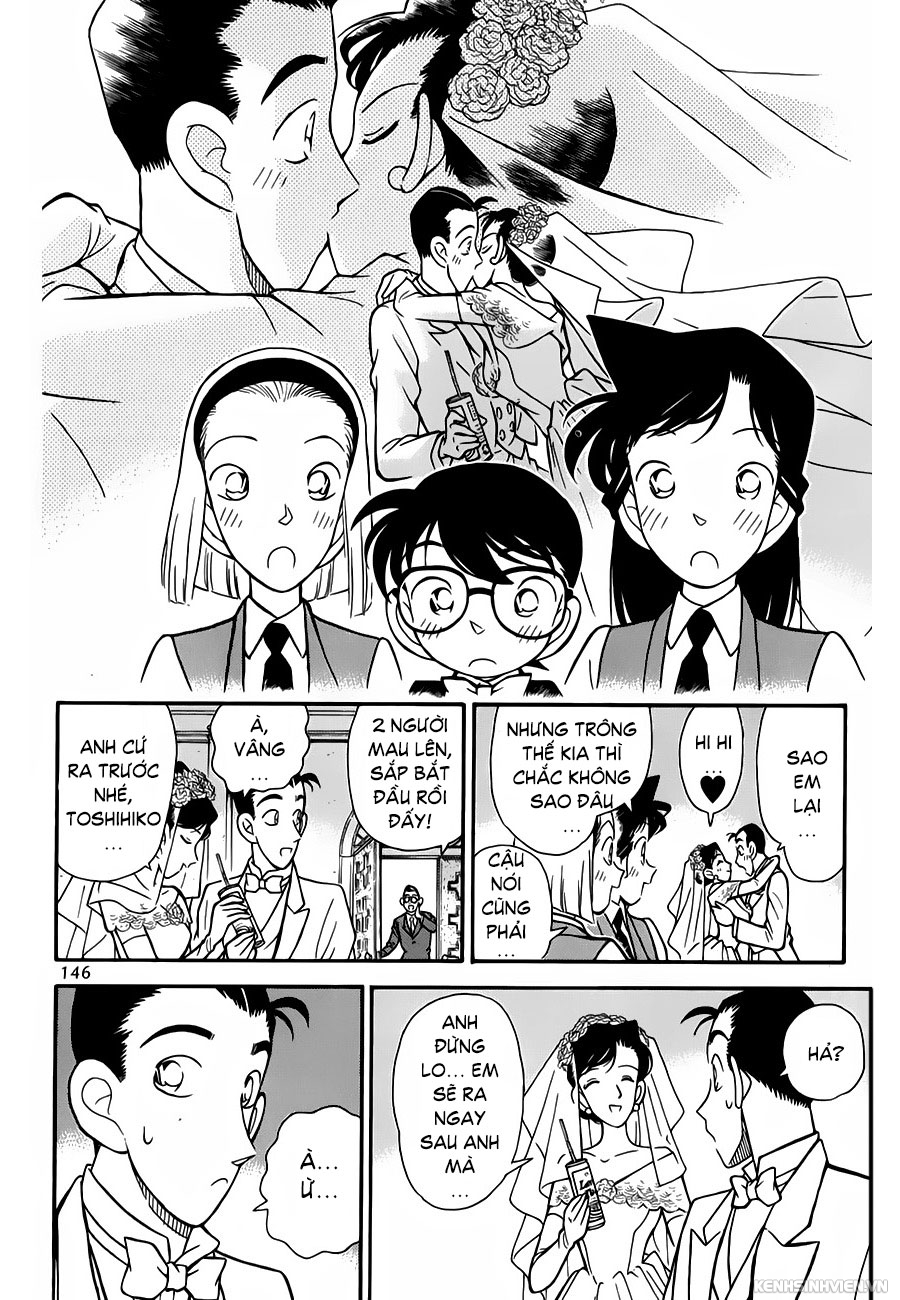 SAO
EM
LẠI
...
HI HI
...
♥
NHƯNG TRÔNG
THẾ KIA THÌ
CHẮC KHÔNG
SAO ĐÂU
...
CẬU
NÓI
CŨNG
PHẢI
...
2 NGƯỜI
MAU LÊN,
SẮP BẮT
ĐẦU RỒI
ĐẤY!
À,
VÂNG
...
ANH CỨ
RA TRƯỚC
NHÉ,
TOSHIHIKO
146
HẢ?
ANH
ĐỪNG
LO... EM
SẼ RA
NGAY
SAU ANH
MÀ
...
À...
Ừ...
KENHSINHVIEN.VN